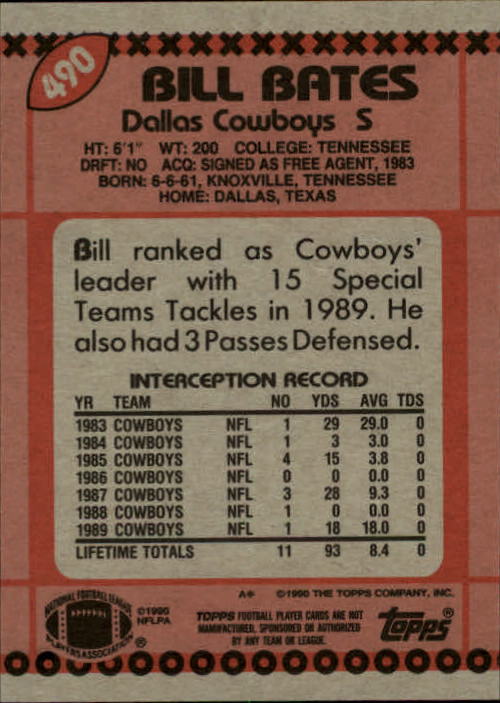 490
BILL BATES
Dallas Cowboys S
HT: 6'1" WT: 200 COLLEGE: TENNESSEE
DRFT: NO ACQ: SIGNED AS FREE AGENT, 1983
BORN: 6-6-61, KNOXVILLE, TENNESSEE
HOME: DALLAS, TEXAS
Bill ranked as Cowboys'
leader with 15 Special
Teams Tackles in 1989. He
also had 3 Passes Defensed.
INTERCEPTION RECORD
YR TEAM NO YDS AVG TDS
1983 COWBOYS NFL 1 29 29.0 0
1984 COWBOYS NFL 1 3 3.0 0
1985 COWBOYS NFL 4 15 3.8 0
1986 COWBOYS NFL 0 0 0.0 0
1987 COWBOYS NFL 3 28 9.3 0
1988 COWBOYS NFL 1 0 0.0 0
1989 COWBOYS NFL 1 18 18.0 0
LIFETIME TOTALS 11 93 8.4 0
A* ©1990 THE TOPPS COMPANY, INC.
NATIONAL FOOTBALL LEAGUE
PLAYERS ASSOCIATION ®
©1990
NFLPA
TOPPS FOOTBALL PLAYER CARDS ARE NOT
MANUFACTURED, SPONSORED OR AUTHORIZED
BY ANY TEAM OR LEAGUE.
topps®